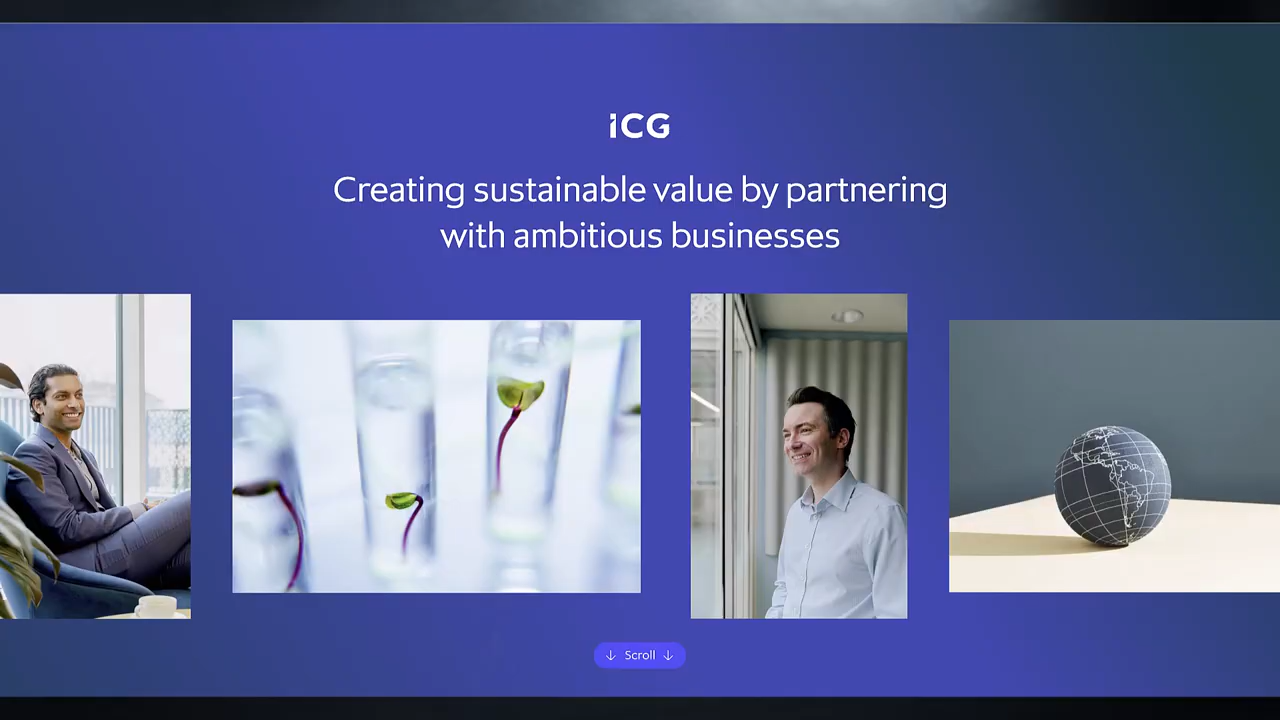 iCG
Creating sustainable value by partnering
with ambitious businesses
↓ Scroll ↓